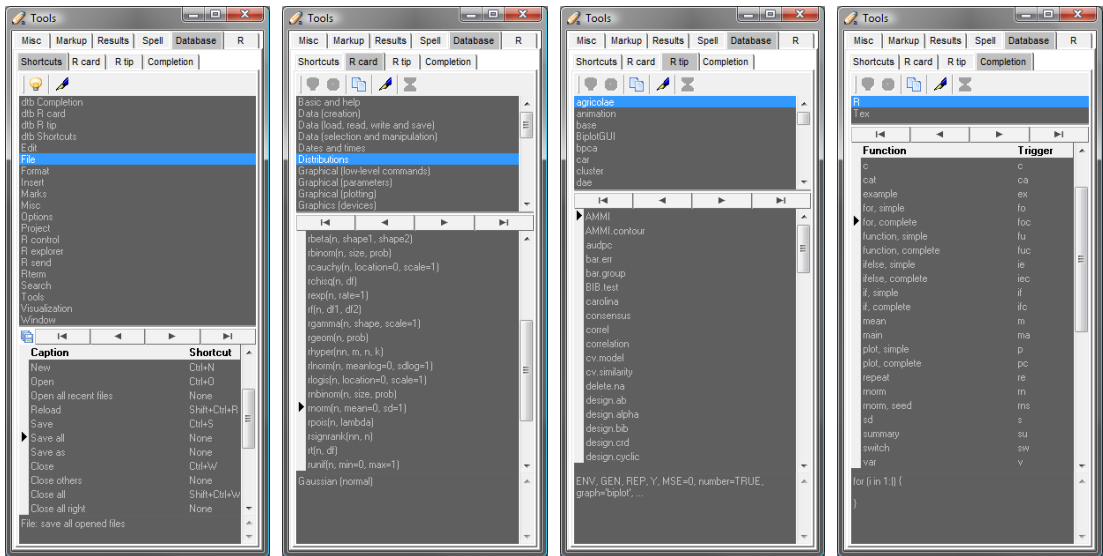 Tools
Misc Markup Results Spell Database R
Shortcuts R card R tip Completion
dtb Completion
dtb R card
dtb R tip
dtb Shortcuts
Edit
File
Format
Insert
Marks
Misc
Options
Project
R control
R explorer
R send
Rterm
Search
Tools
Visualization
Window
Caption Shortcut
New Ctrl+N
Open Ctrl+O
Open all recent files None
Reload Shift+Ctrl+R
Save Ctrl+S
Save all None
Save as None
Close Ctrl+W
Close others None
Close all Shift+Ctrl+W
Close all right None
File: save all opened files
Tools
Misc Markup Results Spell Database R
Shortcuts R card R tip Completion
Basic and help
Data (creation)
Data (load, read, write and save)
Data (selection and manipulation)
Dates and times
Distributions
Graphical (low-level commands)
Graphical (parameters)
Graphical (plotting)
Graphics (devices)
rbeta(n, shape1, shape2)
rbinom(n, size, prob)
rcauchy(n, location=0, scale=1)
rchisq(n, df)
rexp(n, rate=1)
rf(n, df1, df2)
rgamma(n, shape, scale=1)
rgeom(n, prob)
rhyper(nn, m, n, k)
rlnorm(n, meanlog=0, sdlog=1)
rlogis(n, location=0, scale=1)
rnbinom(n, size, prob)
rnorm(n, mean=0, sd=1)
rpois(n, lambda)
rsignrank(nn, n)
rt(n, df)
runif(n, min=0, max=1)
Gaussian (normal)
Tools
Misc Markup Results Spell Database R
Shortcuts R card R tip Completion
agricolae
animation
base
BiplotGUI
bpca
car
cluster
dae
AMMI
AMMI.contour
audpc
bar.err
bar.group
BIB.test
carolina
consensus
correl
correlation
cv.model
cv.similarity
delete.na
design.ab
design.alpha
design.bib
design.crd
design.cyclic
ENV, GEN, REP, Y, MSE=0, number=TRUE,
graph='biplot', ...
Tools
Misc Markup Results Spell Database R
Shortcuts R card R tip Completion
R
Tex
Function Trigger
c c
cat ca
example ex
for, simple fo
for, complete foc
function, simple fu
function, complete fuc
ifelse, simple ie
ifelse, complete iec
if, simple if
if, complete ifc
mean m
main ma
plot, simple p
plot, complete pc
repeat re
rnorm rn
rnorm, seed rns
sd s
summary su
switch sw
var v
for (i in 1:|) {
}